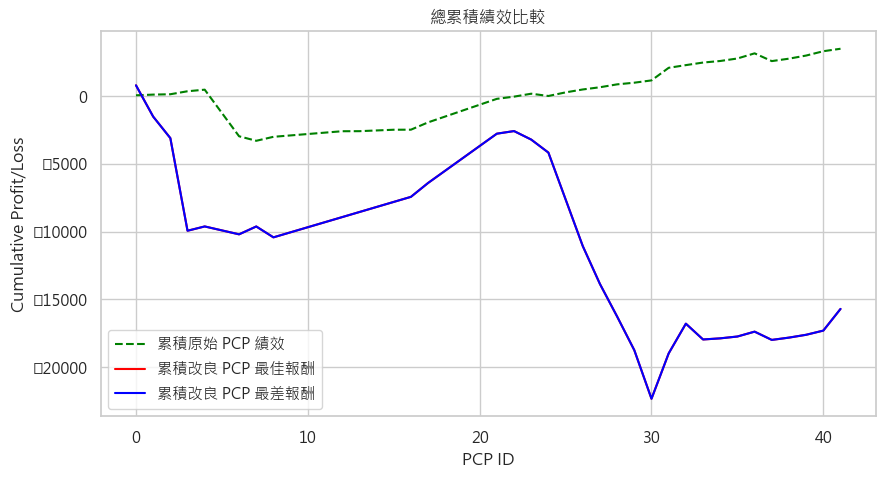 總累積績效比較
Cumulative Profit/Loss
0
▯5000
▯10000
▯15000
▯20000
累積原始 PCP 績效
累積改良 PCP 最佳報酬
累積改良 PCP 最差報酬
0 10 20 30 40
PCP ID